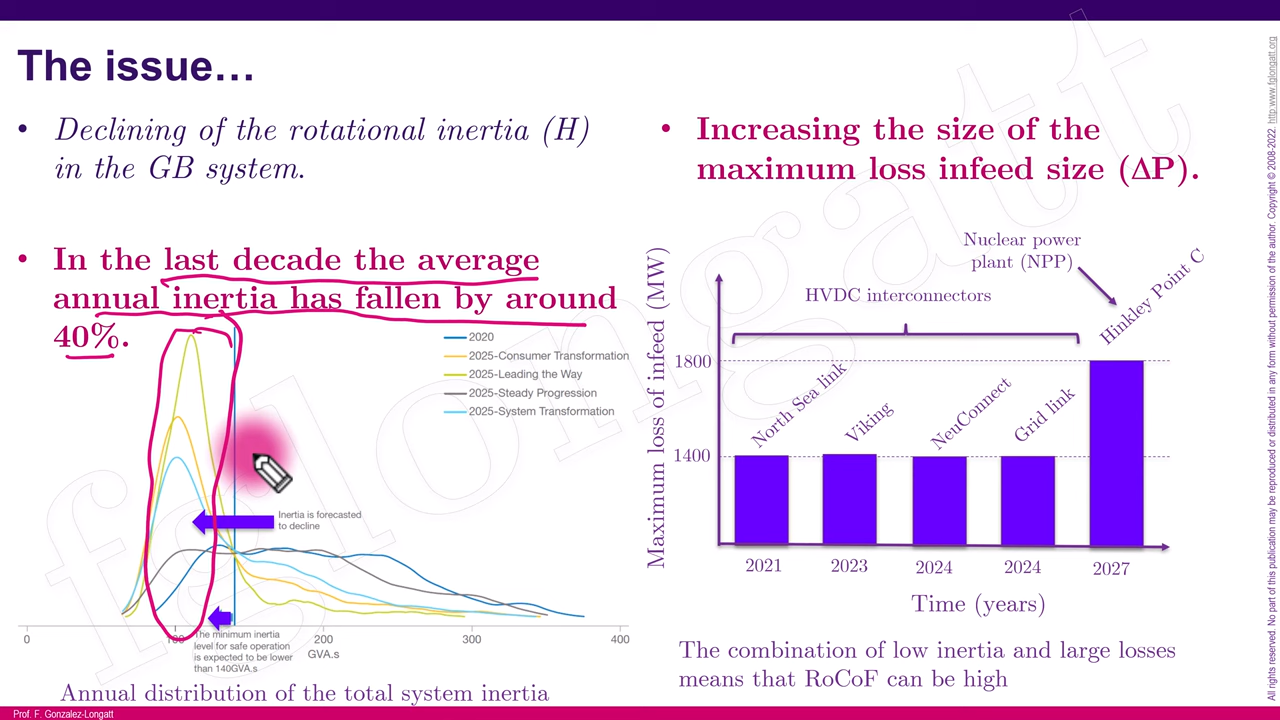 The issue…
• Declining of the rotational inertia (H)
in the GB system.
• In the last decade the average
annual inertia has fallen by around
40%.
2020
2025-Consumer Transformation
2025-Leading the Way
2025-Steady Progression
2025-System Transformation
Inertia is forecasted
to decline
0
100
200
300
400
GVA.s
The minimum inertia
level for safe operation
is expected to be lower
than 140GVA.s
Annual distribution of the total system inertia
• Increasing the size of the
maximum loss infeed size (ΔP).
Nuclear power
plant (NPP)
HVDC interconnectors
Maximum loss of infeed (MW)
1800
1400
North Sea link
Viking
NeuConnect
Grid link
Hinkley Point C
2021
2023
2024
2024
2027
Time (years)
The combination of low inertia and large losses
means that RoCoF can be high
Prof. F. Gonzalez-Longatt
All rights reserved. No part of this publication may be reproduced or distributed in any form without permission of the author. Copyright © 2008-2022. http:www.fglongatt.org
fglongatt